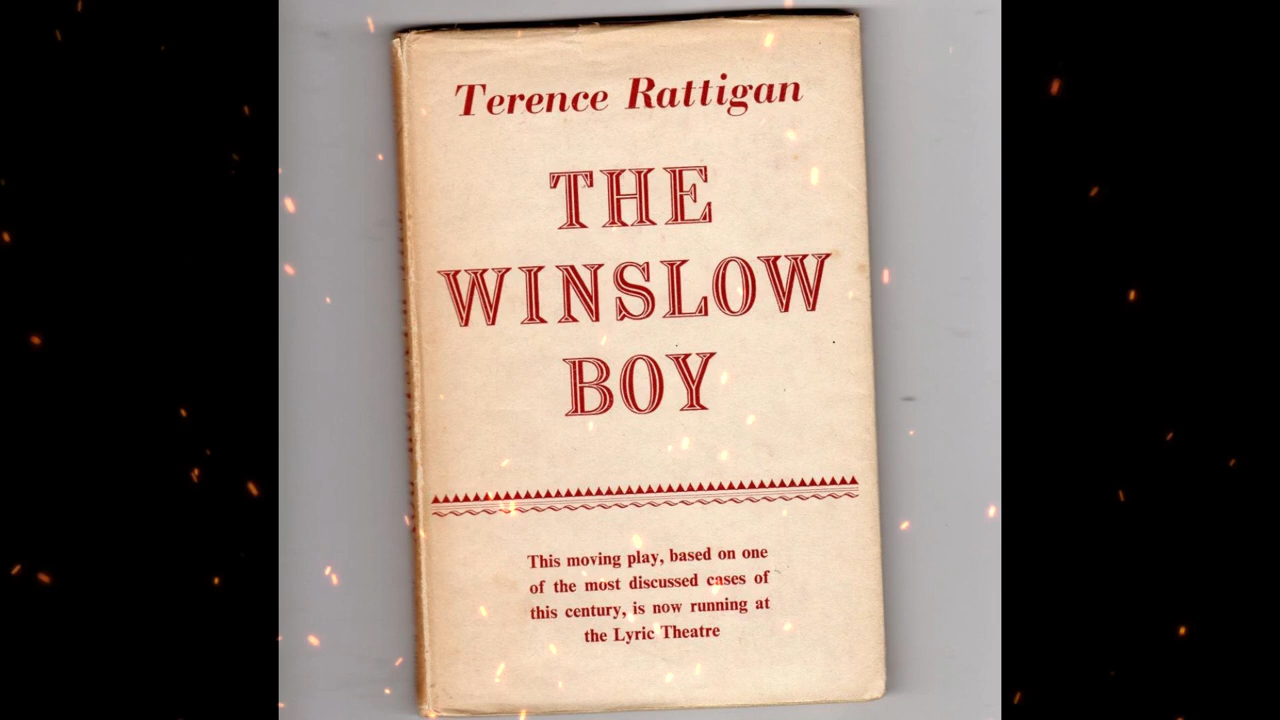 Terence Rattigan
THE
WINSLOW
BOY
This moving play, based on one
of the most discussed cases of
this century, is now running at
the Lyric Theatre